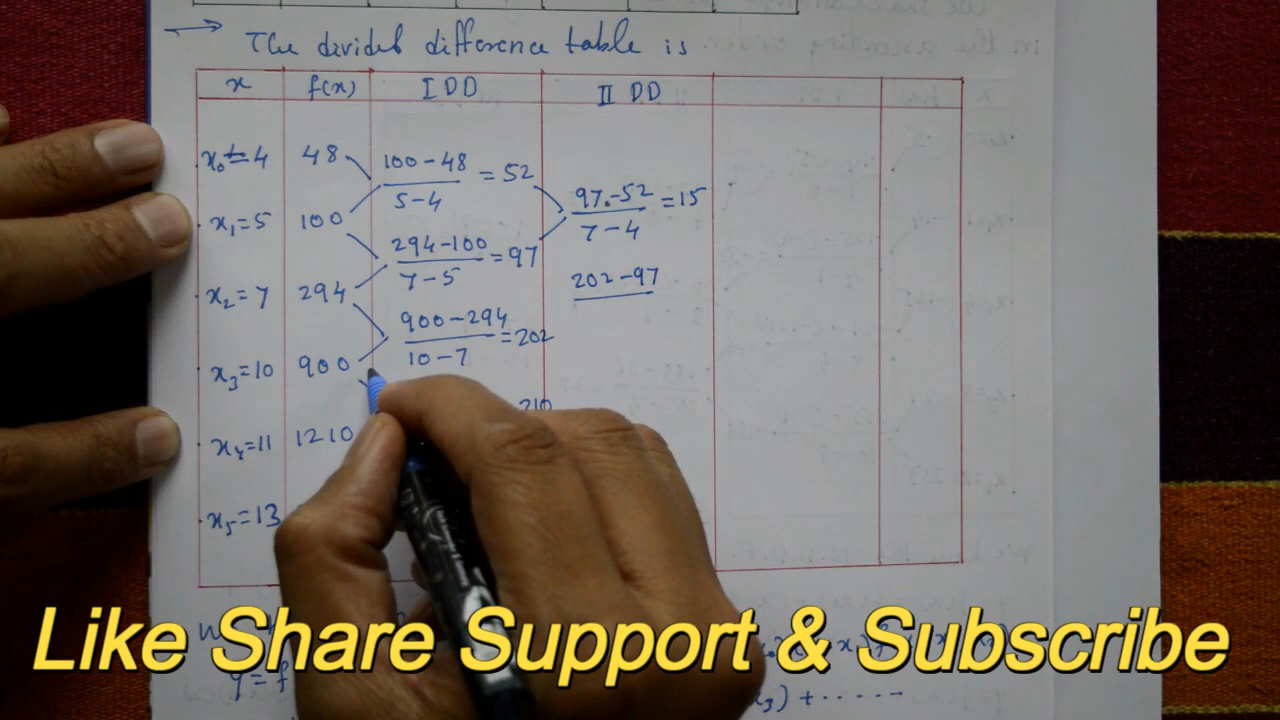 → The divided difference table is
x f(x) I DD II DD
x₀ = 4 48 (100-48)/(5-4) = 52
(97.-52)/(7-4) = 15
x₁ = 5 100 (294-100)/(7-5) = 97
202-97
x₂ = 7 294 (900-294)/(10-7) = 202
x₃ = 10 900
210
x₄ = 11 1210
x₅ = 13
Like Share Support & Subscribe
y = f
) + ......